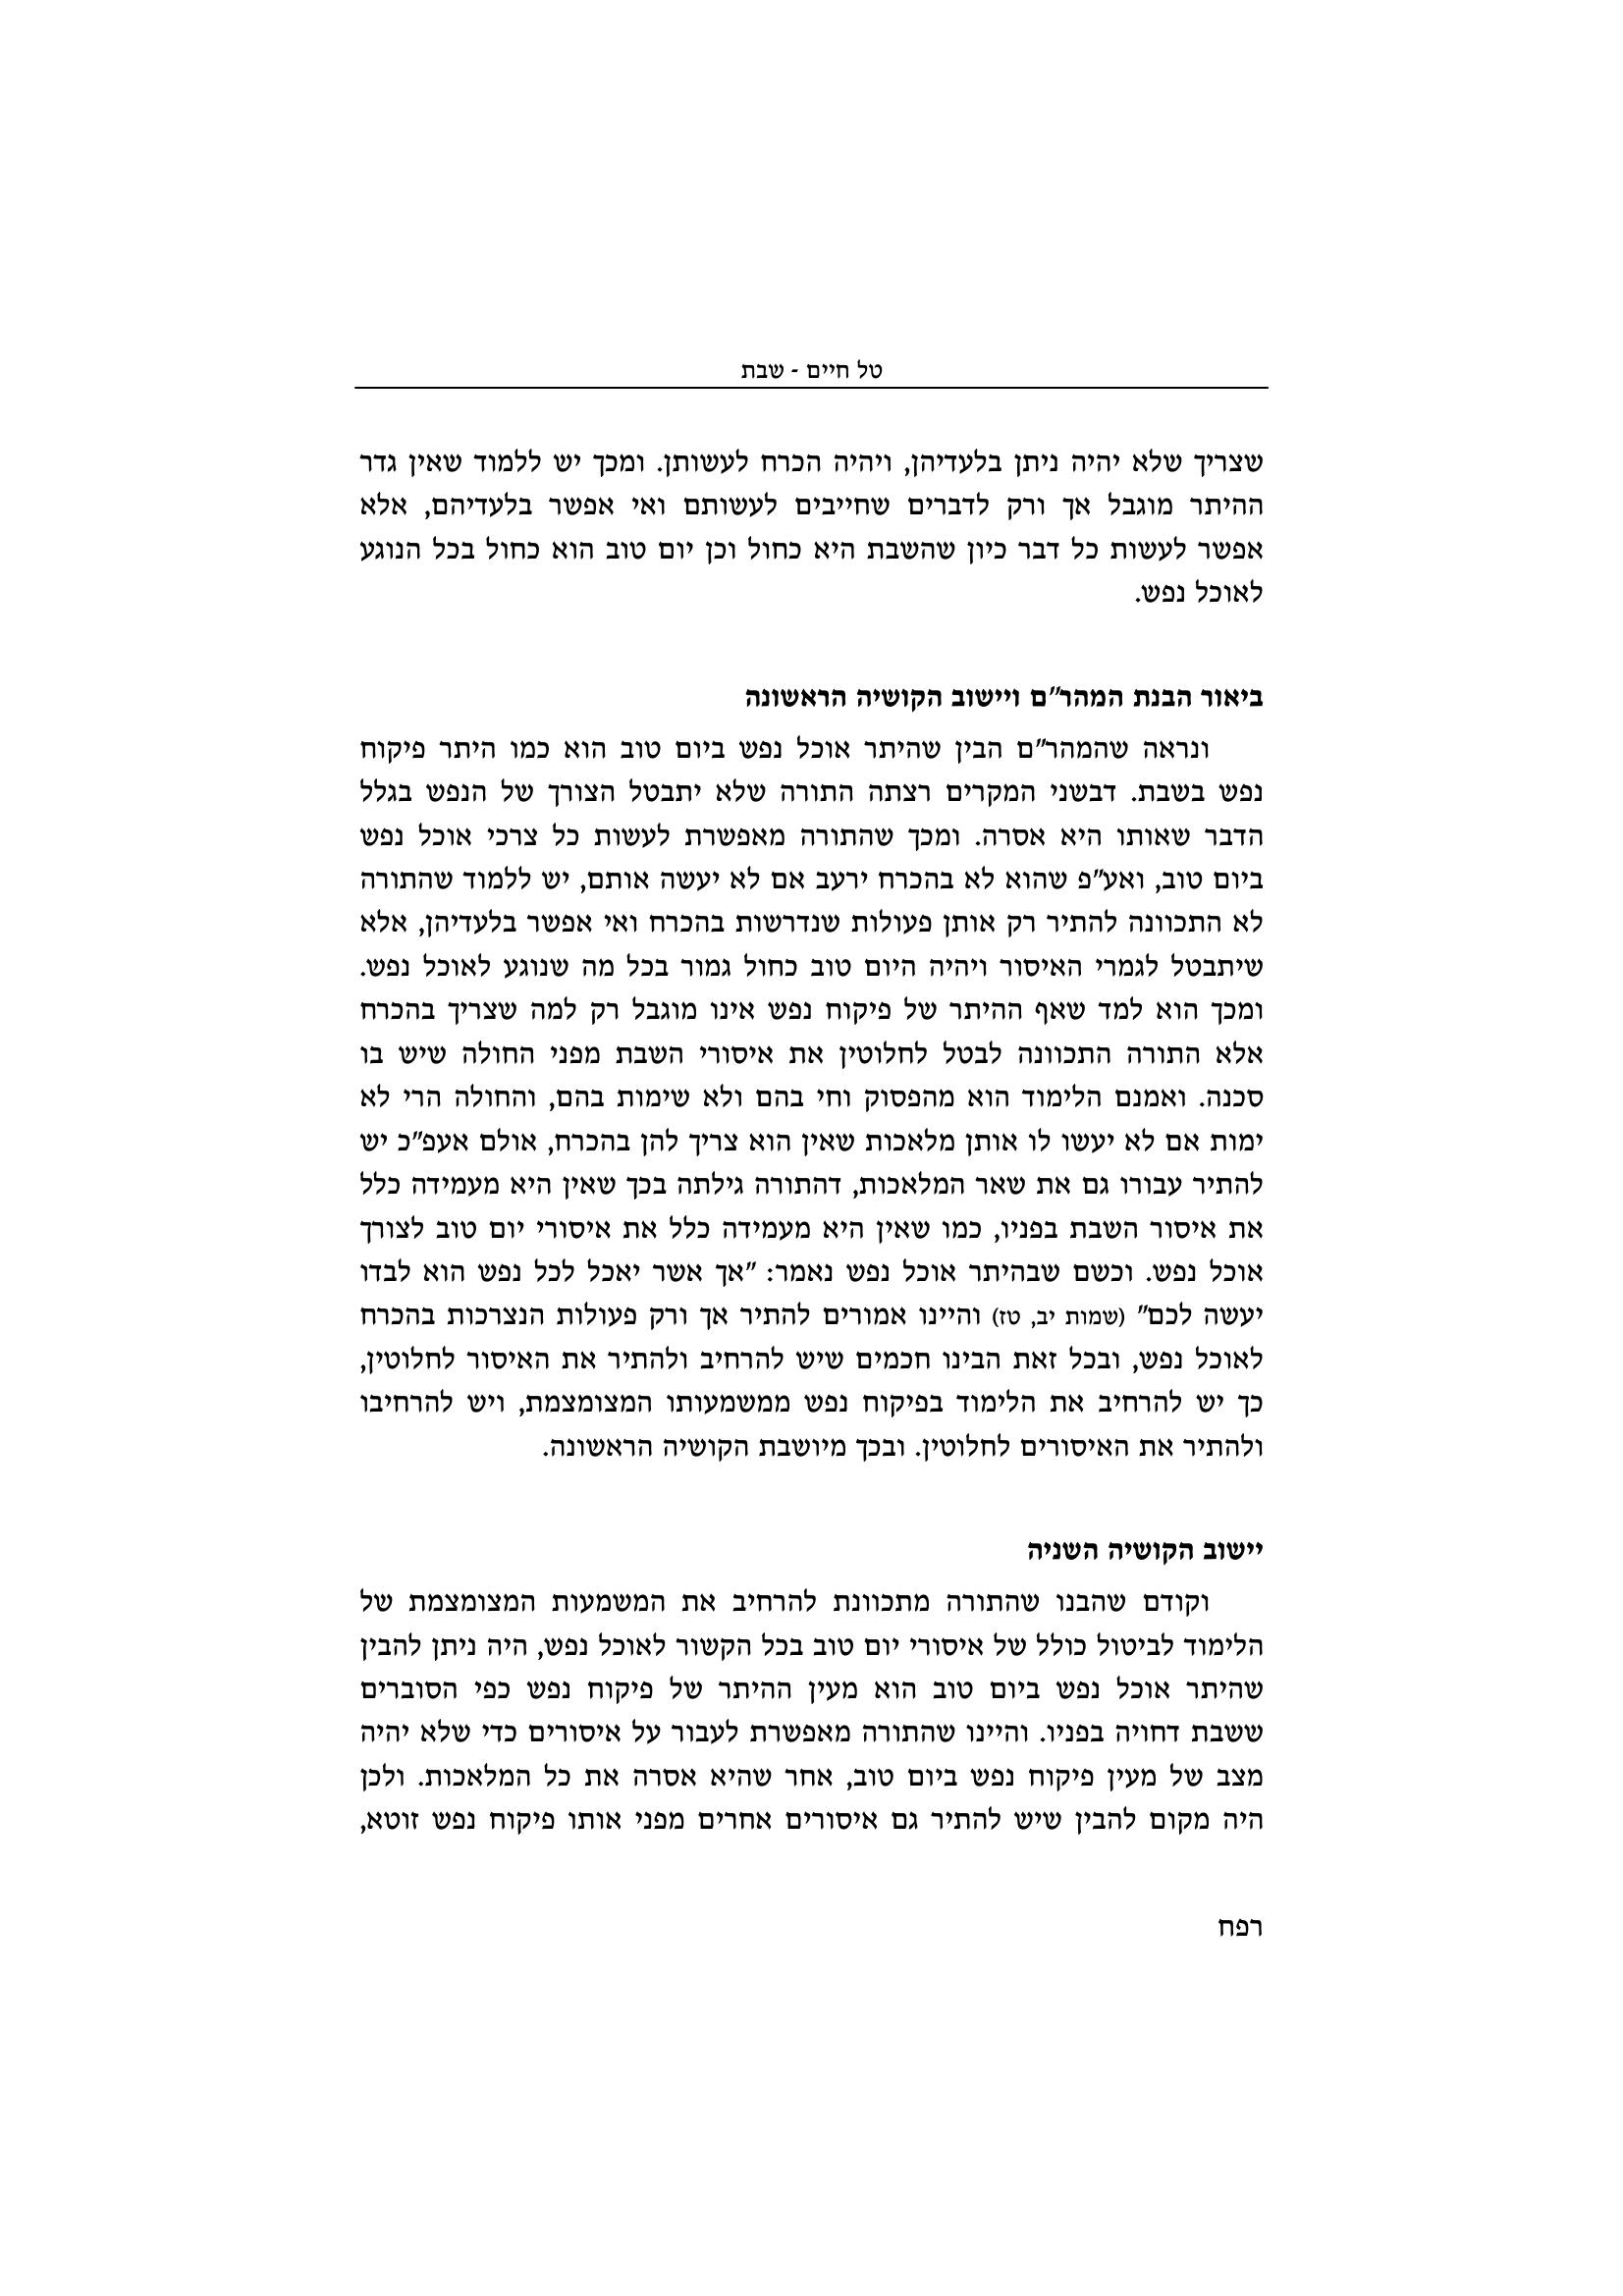 טל חיים - שבת
שצריך שלא יהיה ניתן בלעדיהן, ויהיה הכרח לעשותן. ומכך יש ללמוד שאין גדר
ההיתר מוגבל אך ורק לדברים שחייבים לעשותם ואי אפשר בלעדיהם, אלא
אפשר לעשות כל דבר כיון שהשבת היא כחול וכן יום טוב הוא כחול בכל הנוגע
לאוכל נפש.
ביאור הבנת המהר"ם ויישוב הקושיה הראשונה
ונראה שהמהר"ם הבין שהיתר אוכל נפש ביום טוב הוא כמו היתר פיקוח
נפש בשבת. דבשני המקרים רצתה התורה שלא יתבטל הצורך של הנפש בגלל
הדבר שאותו היא אסרה. ומכך שהתורה מאפשרת לעשות כל צרכי אוכל נפש
ביום טוב, ואע"פ שהוא לא בהכרח ירעב אם לא יעשה אותם, יש ללמוד שהתורה
לא התכוונה להתיר רק אותן פעולות שנדרשות בהכרח ואי אפשר בלעדיהן, אלא
שיתבטל לגמרי האיסור ויהיה היום טוב כחול גמור בכל מה שנוגע לאוכל נפש.
ומכך הוא למד שאף ההיתר של פיקוח נפש אינו מוגבל רק למה שצריך בהכרח
אלא התורה התכוונה לבטל לחלוטין את איסורי השבת מפני החולה שיש בו
סכנה. ואמנם הלימוד הוא מהפסוק וחי בהם ולא שימות בהם, והחולה הרי לא
ימות אם לא יעשו לו אותן מלאכות שאין הוא צריך להן בהכרח, אולם אעפ"כ יש
להתיר עבורו גם את שאר המלאכות, דהתורה גילתה בכך שאין היא מעמידה כלל
את איסור השבת בפניו, כמו שאין היא מעמידה כלל את איסורי יום טוב לצורך
אוכל נפש. וכשם שבהיתר אוכל נפש נאמר: "אך אשר יאכל לכל נפש הוא לבדו
יעשה לכם" (שמות יב, טז) והיינו אמורים להתיר אך ורק פעולות הנצרכות בהכרח
לאוכל נפש, ובכל זאת הבינו חכמים שיש להרחיב ולהתיר את האיסור לחלוטין,
כך יש להרחיב את הלימוד בפיקוח נפש ממשמעותו המצומצמת, ויש להרחיבו
ולהתיר את האיסורים לחלוטין. ובכך מיושבת הקושיה הראשונה.
יישוב הקושיה השניה
וקודם שהבנו שהתורה מתכוונת להרחיב את המשמעות המצומצמת של
הלימוד לביטול כולל של איסורי יום טוב בכל הקשור לאוכל נפש, היה ניתן להבין
שהיתר אוכל נפש ביום טוב הוא מעין ההיתר של פיקוח נפש כפי הסוברים
ששבת דחויה בפניו. והיינו שהתורה מאפשרת לעבור על איסורים כדי שלא יהיה
מצב של מעין פיקוח נפש ביום טוב, אחר שהיא אסרה את כל המלאכות. ולכן
היה מקום להבין שיש להתיר גם איסורים אחרים מפני אותו פיקוח נפש זוטא,
רפח